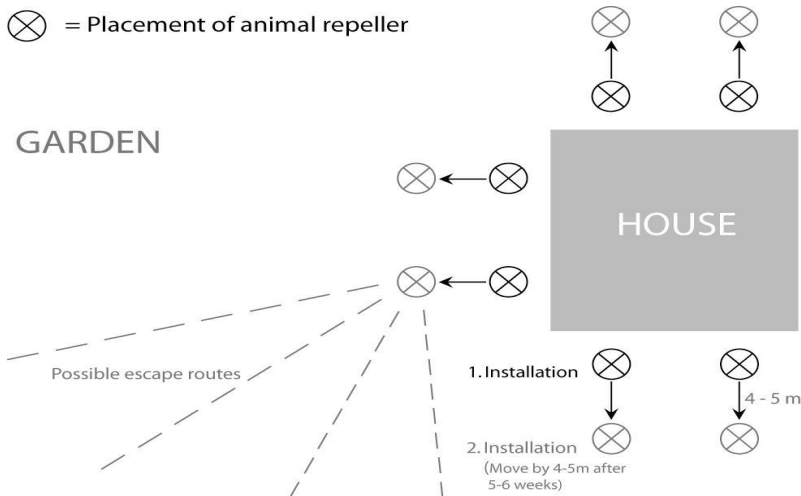 = Placement of animal repeller
GARDEN
HOUSE
Possible escape routes
1. Installation
4 - 5 m
2. Installation
(Move by 4-5m after
5-6 weeks)